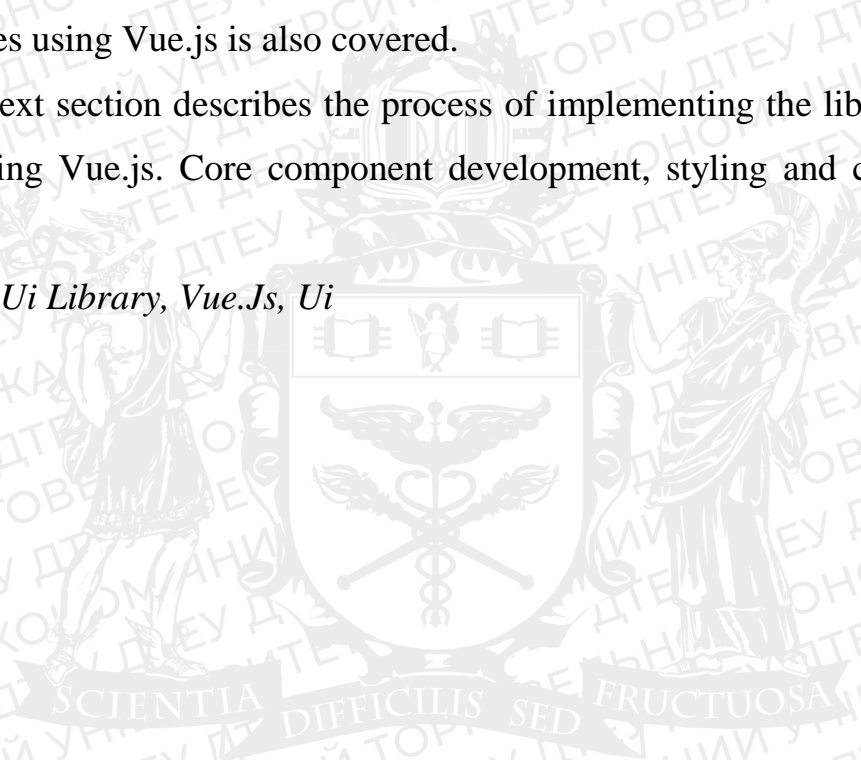 es using Vue.js is also covered.
ext section describes the process of implementing the lib
ing Vue.js. Core component development, styling and c
Ui Library, Vue.Js, Ui
SCIENTIA DIFFICILIS SED FRUCTUOSA